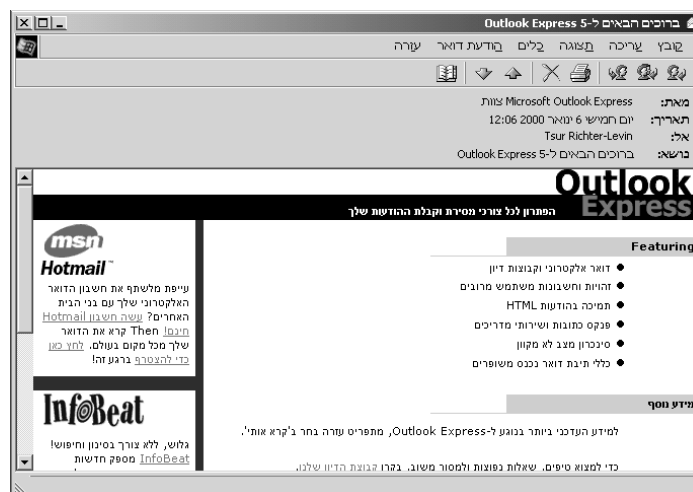 ברוכים הבאים ל-Outlook Express 5
קובץ עריכה תצוגה כלים הודעת דואר עזרה
מאת: צוות Microsoft Outlook Express
תאריך: יום חמישי 6 ינואר 2000 12:06
אל: Tsur Richter-Levin
נושא: ברוכים הבאים ל-Outlook Express 5
Outlook
Express
הפתרון לכל צורכי מסירת וקבלת ההודעות שלך
Featuring
דואר אלקטרוני וקבוצות דיון
זהויות וחשבונות משתמש מרובים
תמיכה בהודעות HTML
פנקס כתובות ושירותי מדריכים
סינכרון מצב לא מקוון
כללי תיבת דואר נכנס משופרים
מידע נוסף
למידע העדכני ביותר בנוגע ל-Outlook Express, מתפריט עזרה בחר ב'קרא אותי'.
כדי למצוא טיפים, שאלות נפוצות ולמסור משוב, בקרו קבוצת הדיון שלנו.
msn
Hotmail™
עייפת מלשתף את חשבון הדואר
האלקטרוני שלך עם בני הבית
האחרים? עשה חשבון Hotmail
חינם! Then קרא את הדואר
שלך מכל מקום בעולם. לחץ כאן
כדי להצטרף ברגע זה!
InfoBeat
גלוש, ללא צורך בסינון וחיפוש!
InfoBeat מספק חדשות